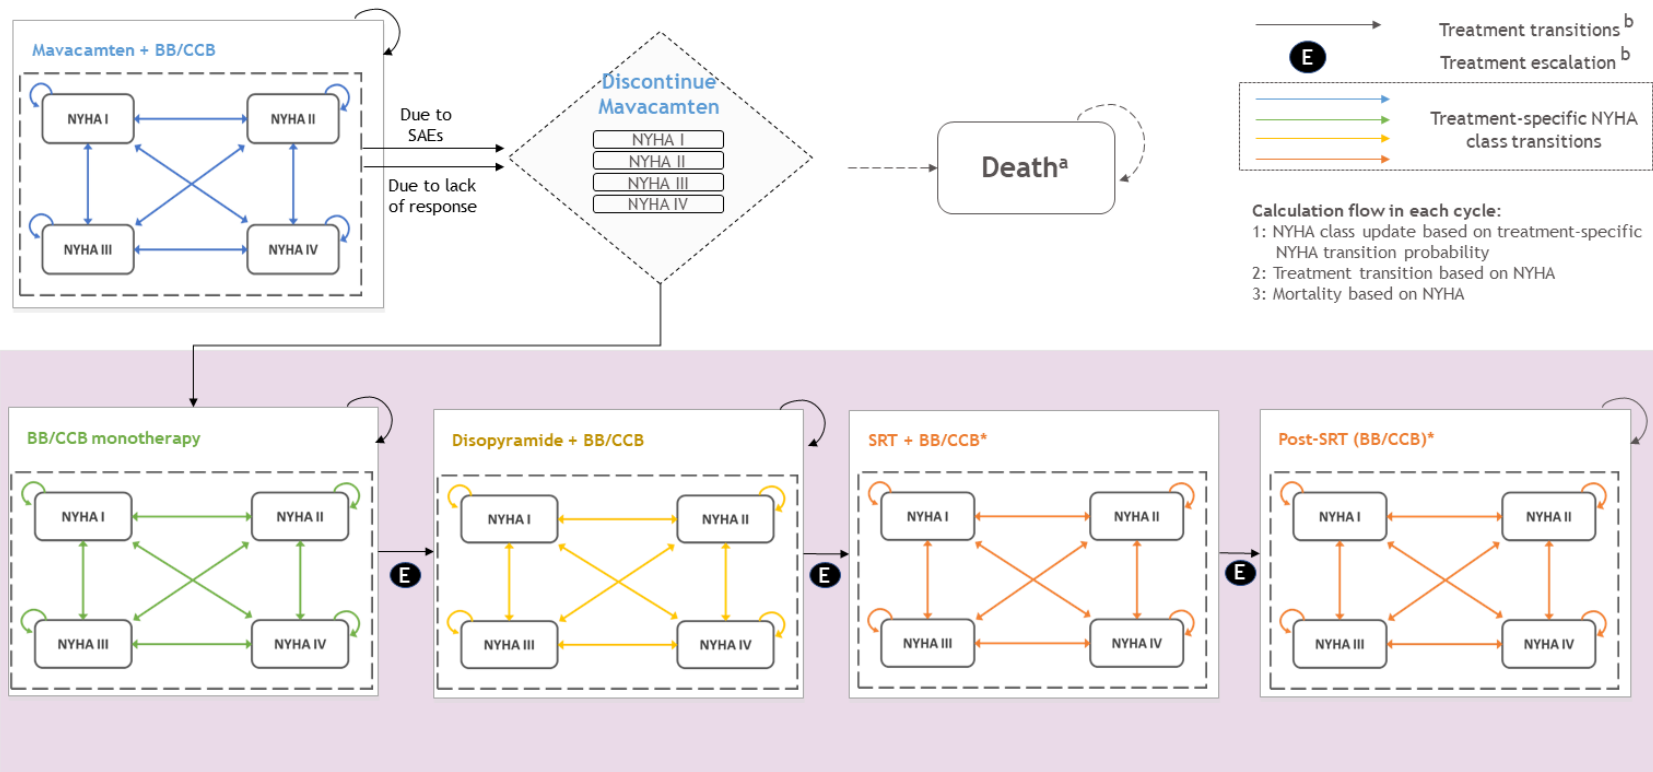 Mavacamten + BB/CCB
NYHA I
NYHA II
NYHA III
NYHA IV
Due to
SAEs
Due to lack
of response
Discontinue
Mavacamten
NYHA I
NYHA II
NYHA III
NYHA IV
Deathᵃ
Treatment transitions ᵇ
E
Treatment escalation ᵇ
Treatment-specific NYHA
class transitions
Calculation flow in each cycle:
1: NYHA class update based on treatment-specific
NYHA transition probability
2: Treatment transition based on NYHA
3: Mortality based on NYHA
BB/CCB monotherapy
NYHA I
NYHA II
NYHA III
NYHA IV
E
Disopyramide + BB/CCB
NYHA I
NYHA II
NYHA III
NYHA IV
E
SRT + BB/CCB*
NYHA I
NYHA II
NYHA III
NYHA IV
E
Post-SRT (BB/CCB)*
NYHA I
NYHA II
NYHA III
NYHA IV